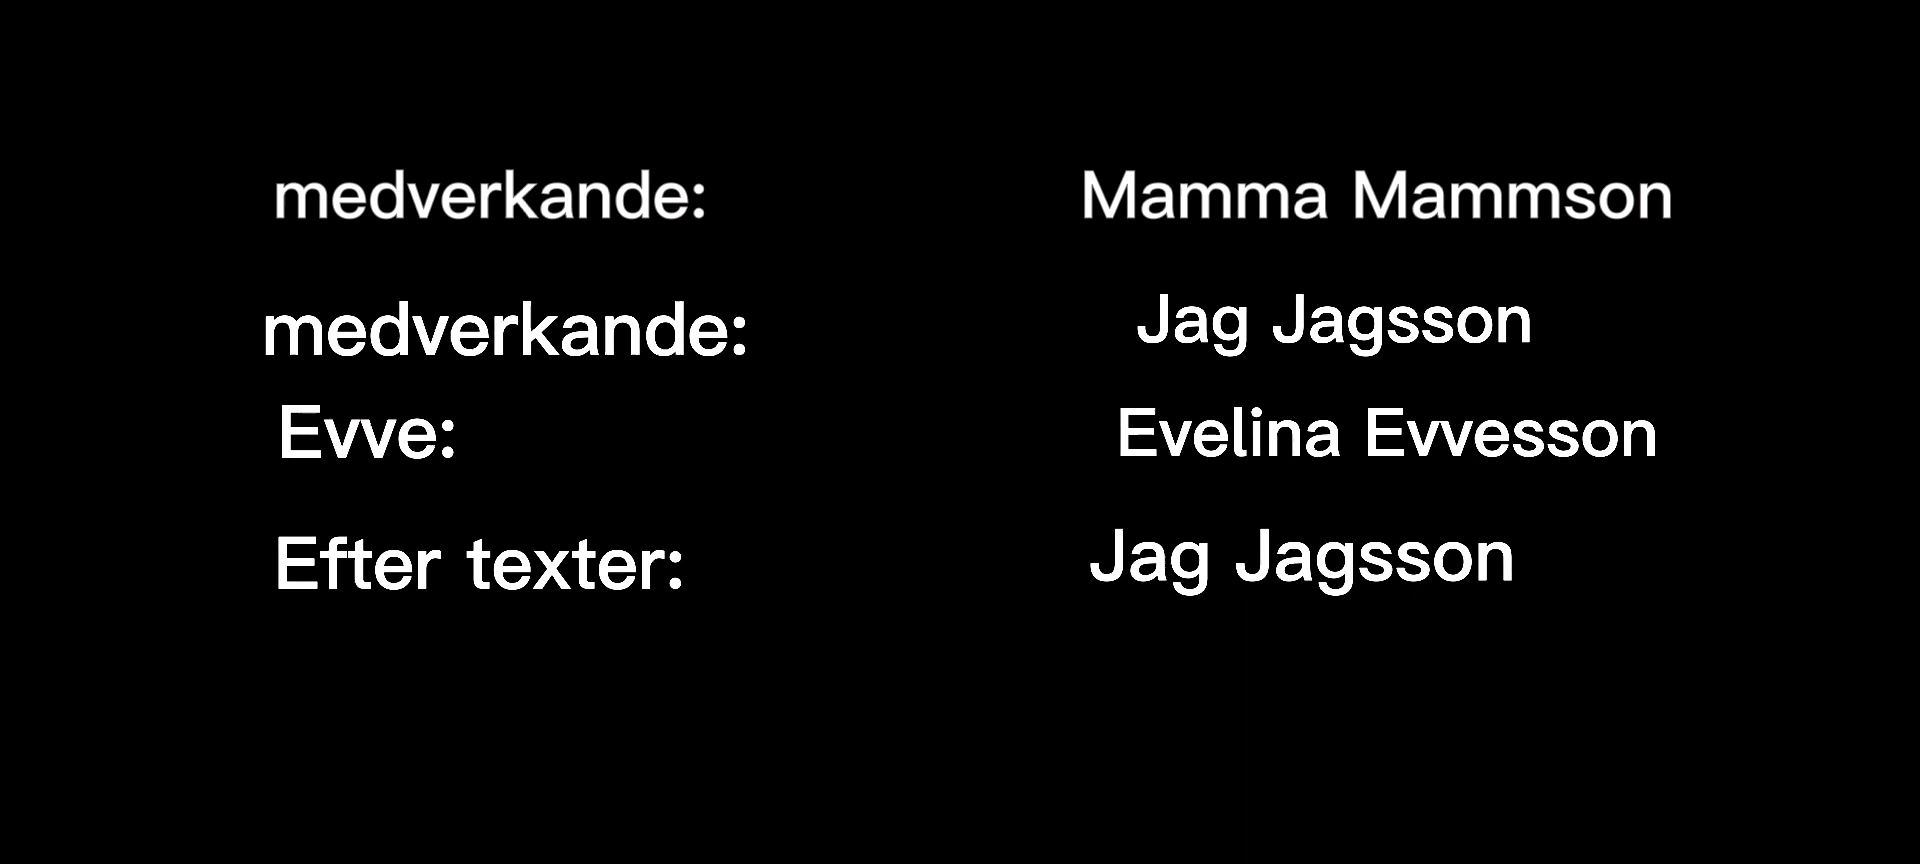 medverkande: Mamma Mammson
medverkande: Jag Jagsson
Evve: Evelina Evvesson
Efter texter: Jag Jagsson